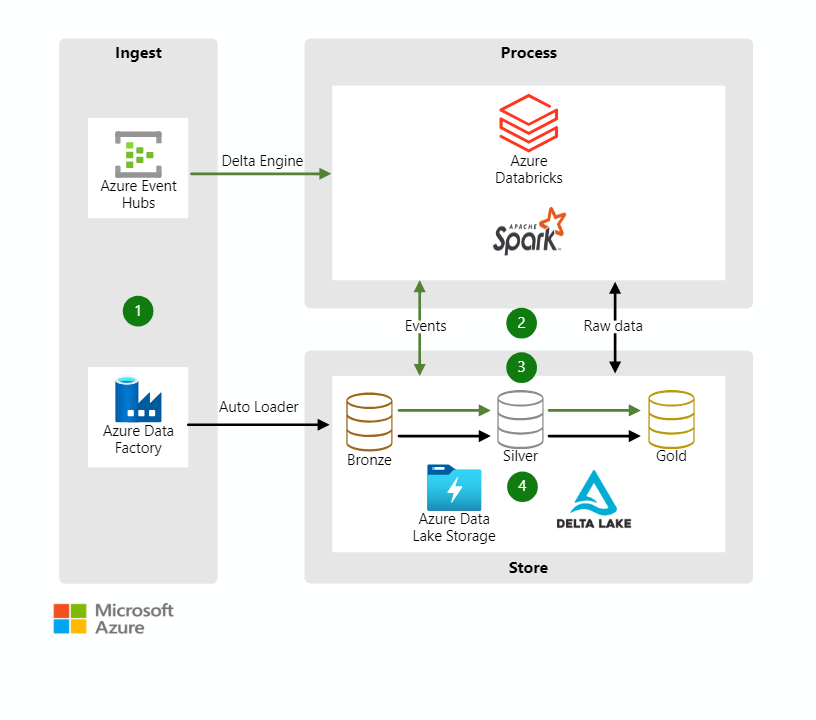 Ingest
Process
Azure Event
Hubs
Delta Engine
Azure
Databricks
APACHE
Spark
TM
1
Events
2
Raw data
3
Azure Data
Factory
Auto Loader
Bronze
Silver
Gold
4
Azure Data
Lake Storage
DELTA LAKE
Store
Microsoft
Azure